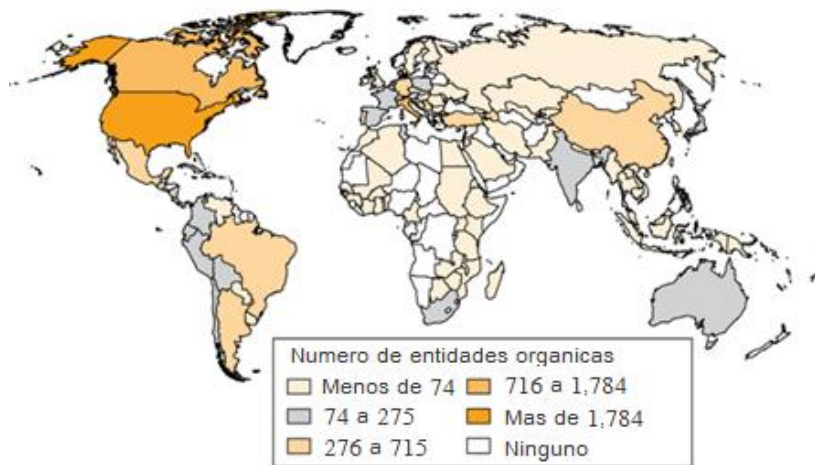 Numero de entidades organicas
Menos de 74
716 a 1,784
74 a 275
Mas de 1,784
276 a 715
Ninguno